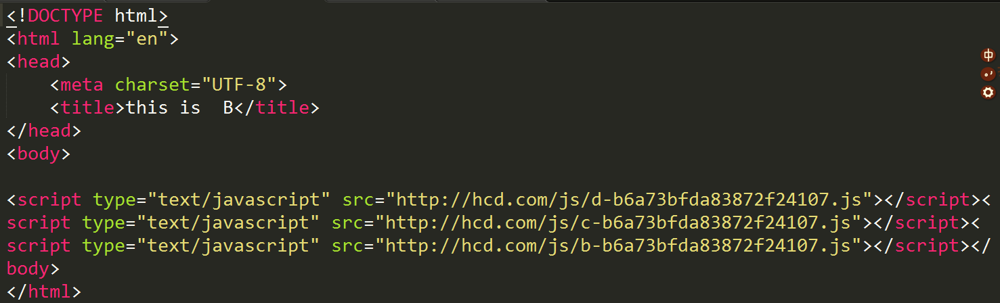 <!DOCTYPE html>
<html lang="en">
<head>
    <meta charset="UTF-8">
    <title>this is  B</title>
</head>
<body>

<script type="text/javascript" src="http://hcd.com/js/d-b6a73bfda83872f24107.js"></script><
script type="text/javascript" src="http://hcd.com/js/c-b6a73bfda83872f24107.js"></script><
script type="text/javascript" src="http://hcd.com/js/b-b6a73bfda83872f24107.js"></script></
body>
</html>
中